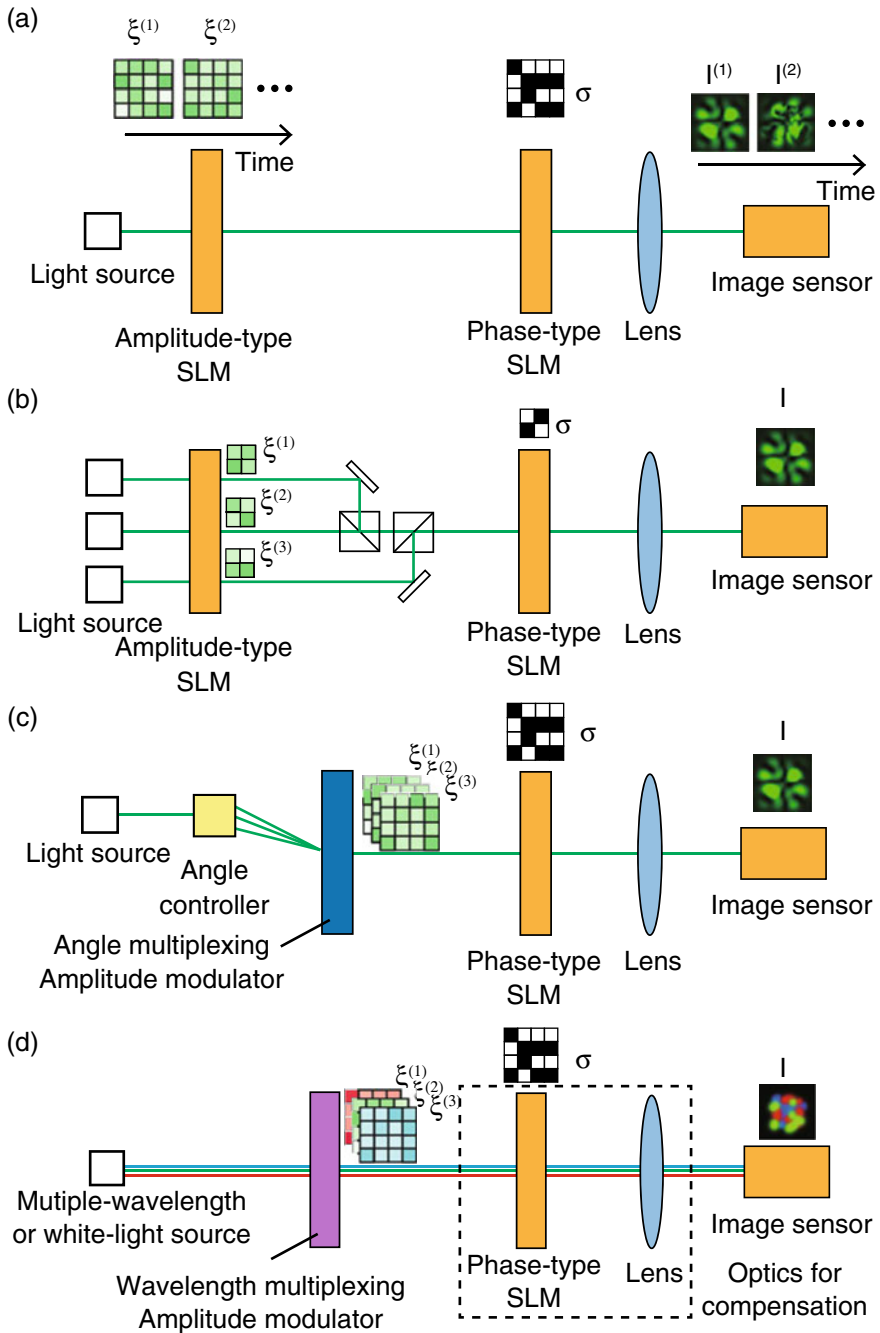 (a)
ξ(1) ξ(2)
•••
Time
σ
I(1) I(2)
•••
Time
Light source
Amplitude-type
SLM
Phase-type
SLM
Lens
Image sensor
(b)
ξ(1)
ξ(2)
ξ(3)
σ
I
Light source
Amplitude-type
SLM
Phase-type
SLM
Lens
Image sensor
(c)
ξ(1)
ξ(2)
ξ(3)
σ
I
Light source
Angle
controller
Angle multiplexing
Amplitude modulator
Phase-type
SLM
Lens
Image sensor
(d)
ξ(1)
ξ(2)
ξ(3)
σ
I
Mutiple-wavelength
or white-light source
Wavelength multiplexing
Amplitude modulator
Phase-type
SLM
Lens
Image sensor
Optics for
compensation